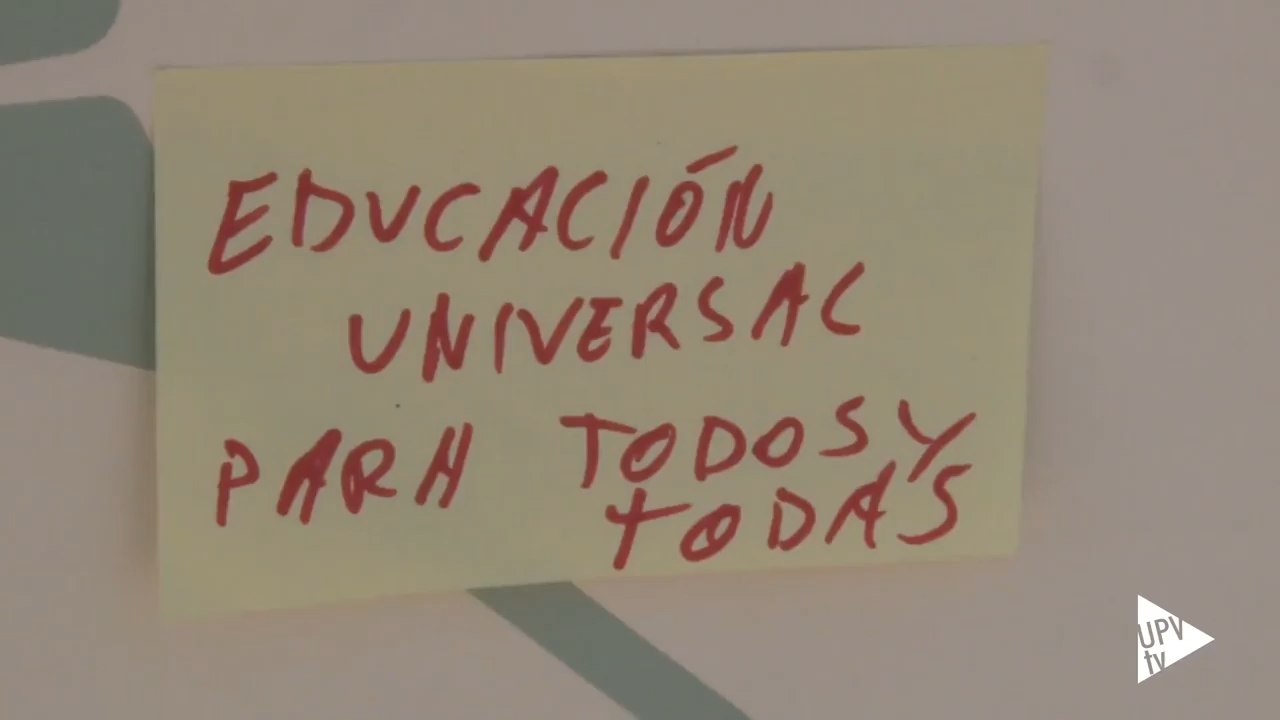 EDUCACIÓN
UNIVERSAL
PARA TODOS Y
TODAS
UPV
tv